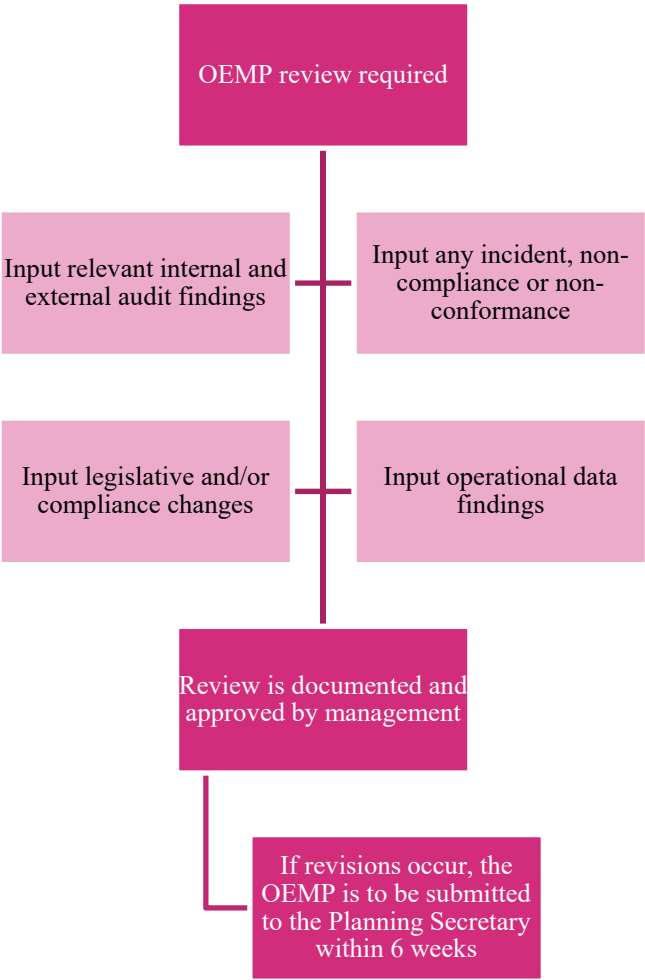 OEMP review required
Input relevant internal and
external audit findings
Input any incident, non-
compliance or non-
conformance
Input legislative and/or
compliance changes
Input operational data
findings
Review is documented and
approved by management
If revisions occur, the
OEMP is to be submitted
to the Planning Secretary
within 6 weeks